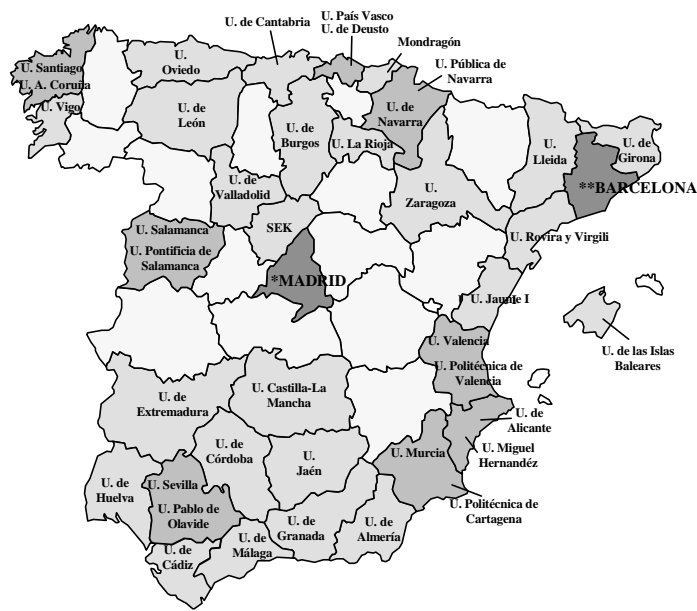 U. País Vasco
U. de Deusto
U. de Cantabria
Mondragón
U.
Oviedo
U. Pública de
Navarra
U. Santiago
U. A. Coruña
U. Vigo
U. de
León
U. de
Burgos
U. La Rioja
U. de
Navarra
U.
Lleida
U. de
Girona
**BARCELONA
U. de
Valladolid
U.
Zaragoza
U. Salamanca
U. Pontificia de
Salamanca
SEK
*MADRID
U. Rovira y Virgili
U. Jaume I
U. Valencia
U. Politécnica de
Valencia
U. de las Islas
Baleares
U. de
Extremadura
U. Castilla-La
Mancha
U. de
Alicante
U. Miguel
Hernandéz
U. de
Córdoba
U.
Jaén
U. Murcia
U. Politécnica de
Cartagena
U. de
Huelva
U. Sevilla
U. Pablo de
Olavide
U. de
Cádiz
U. de
Málaga
U. de
Granada
U. de
Almería